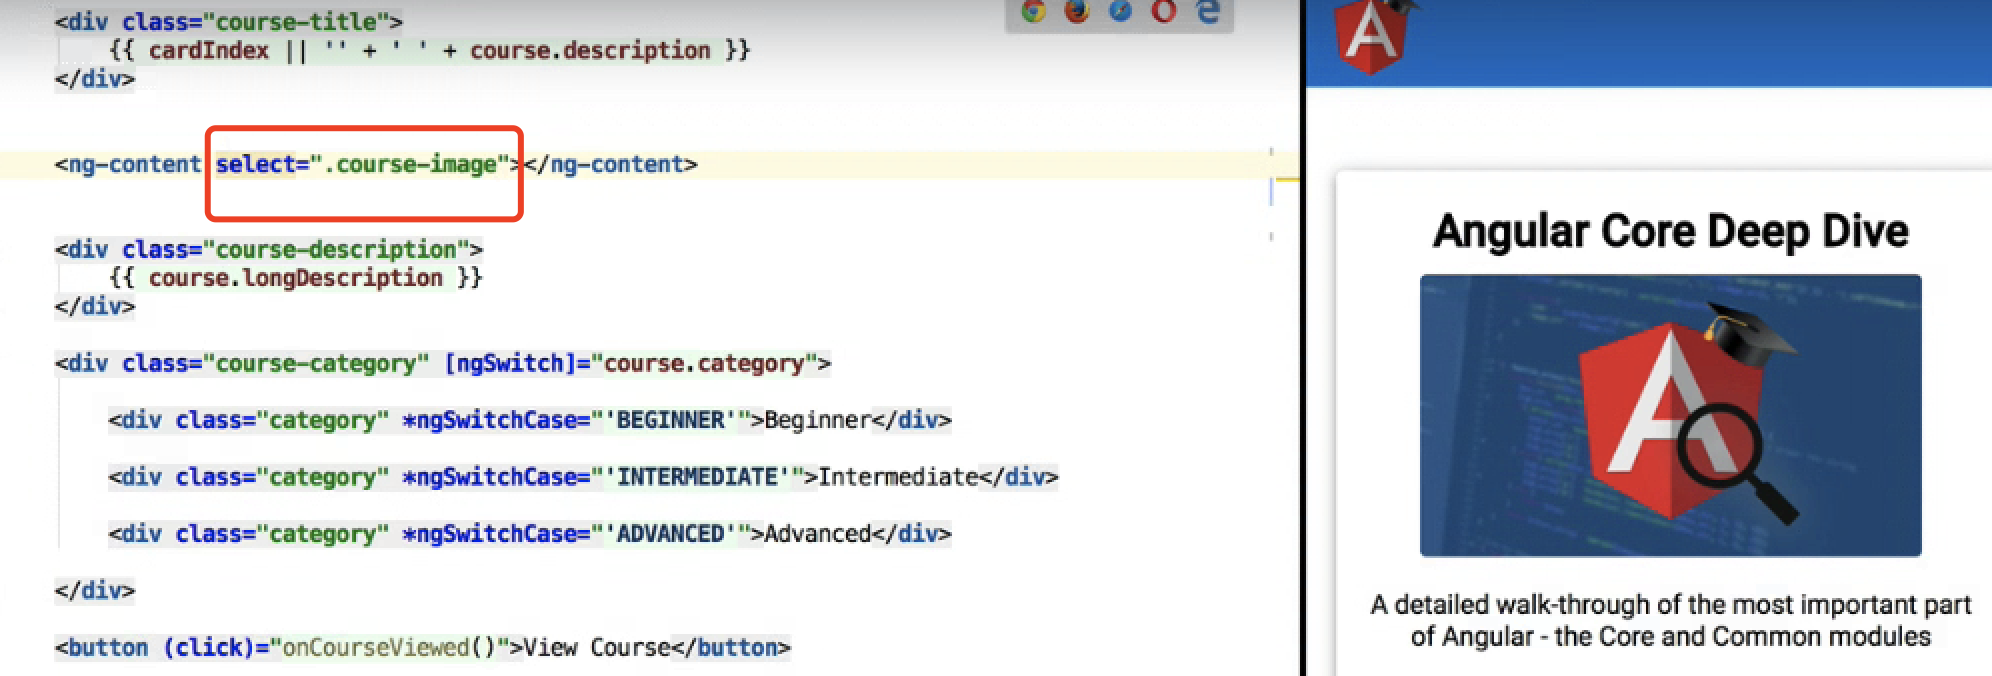 <div class="course-title">
{{ cardIndex || '' + ' ' + course.description }}
</div>
<ng-content select=".course-image"></ng-content>
<div class="course-description">
{{ course.longDescription }}
</div>
<div class="course-category" [ngSwitch]="course.category">
<div class="category" *ngSwitchCase="'BEGINNER'">Beginner</div>
<div class="category" *ngSwitchCase="'INTERMEDIATE'">Intermediate</div>
<div class="category" *ngSwitchCase="'ADVANCED'">Advanced</div>
</div>
<button (click)="onCourseViewed()">View Course</button>
Angular Core Deep Dive
A detailed walk-through of the most important part
of Angular - the Core and Common modules